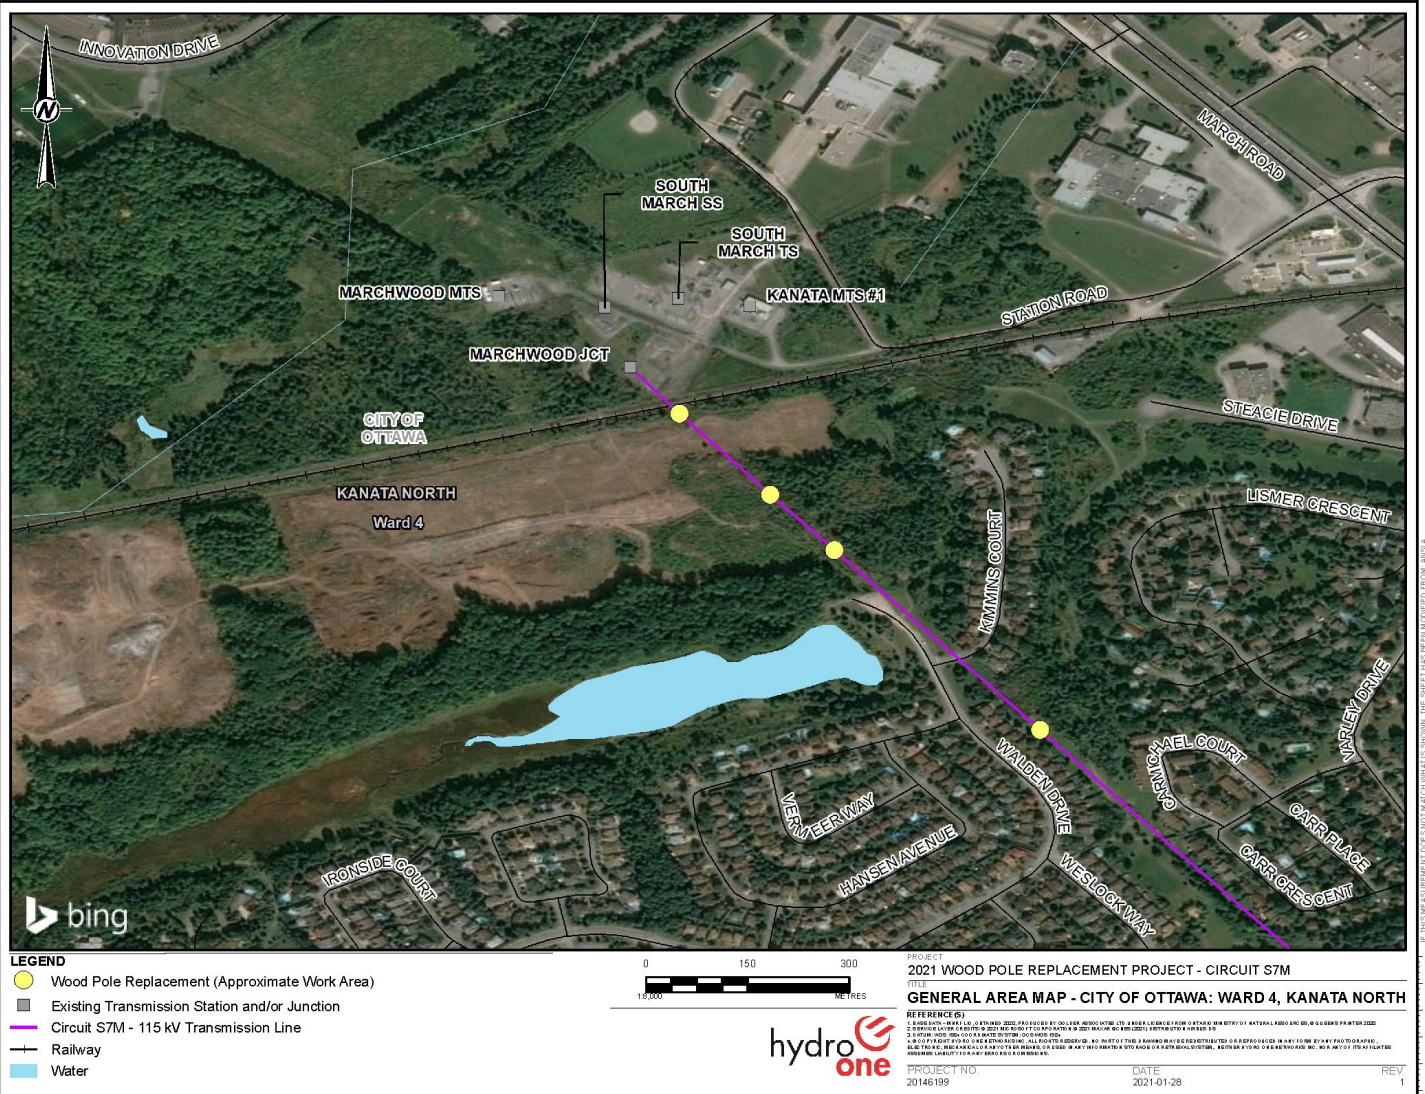 INNOVATION DRIVE
N
MARCH ROAD
SOUTH
MARCH SS
SOUTH
MARCH TS
MARCHWOOD MTS
KANATA MTS #1
STATION ROAD
MARCHWOOD JCT
CITY OF
OTTAWA
STEACIE DRIVE
KANATA NORTH
Ward 4
LISMER CRESCENT
KIMMINS COURT
VARLEY DRIVE
CARMICHAEL COURT
WALDEN DRIVE
VERMEER WAY
CARR PLACE
HANSEN AVENUE
CARR CRESCENT
IRONSIDE COURT
WESLOCK WAY
bing
LEGEND
Wood Pole Replacement (Approximate Work Area)
Existing Transmission Station and/or Junction
Circuit S7M - 115 kV Transmission Line
Railway
Water
0 150 300
1:6,000 METRES
hydro
one
PROJECT
2021 WOOD POLE REPLACEMENT PROJECT - CIRCUIT S7M
TITLE
GENERAL AREA MAP - CITY OF OTTAWA: WARD 4, KANATA NORTH
REFERENCE(S)
PROJECT NO. DATE REV.
20146199 2021-01-28 1